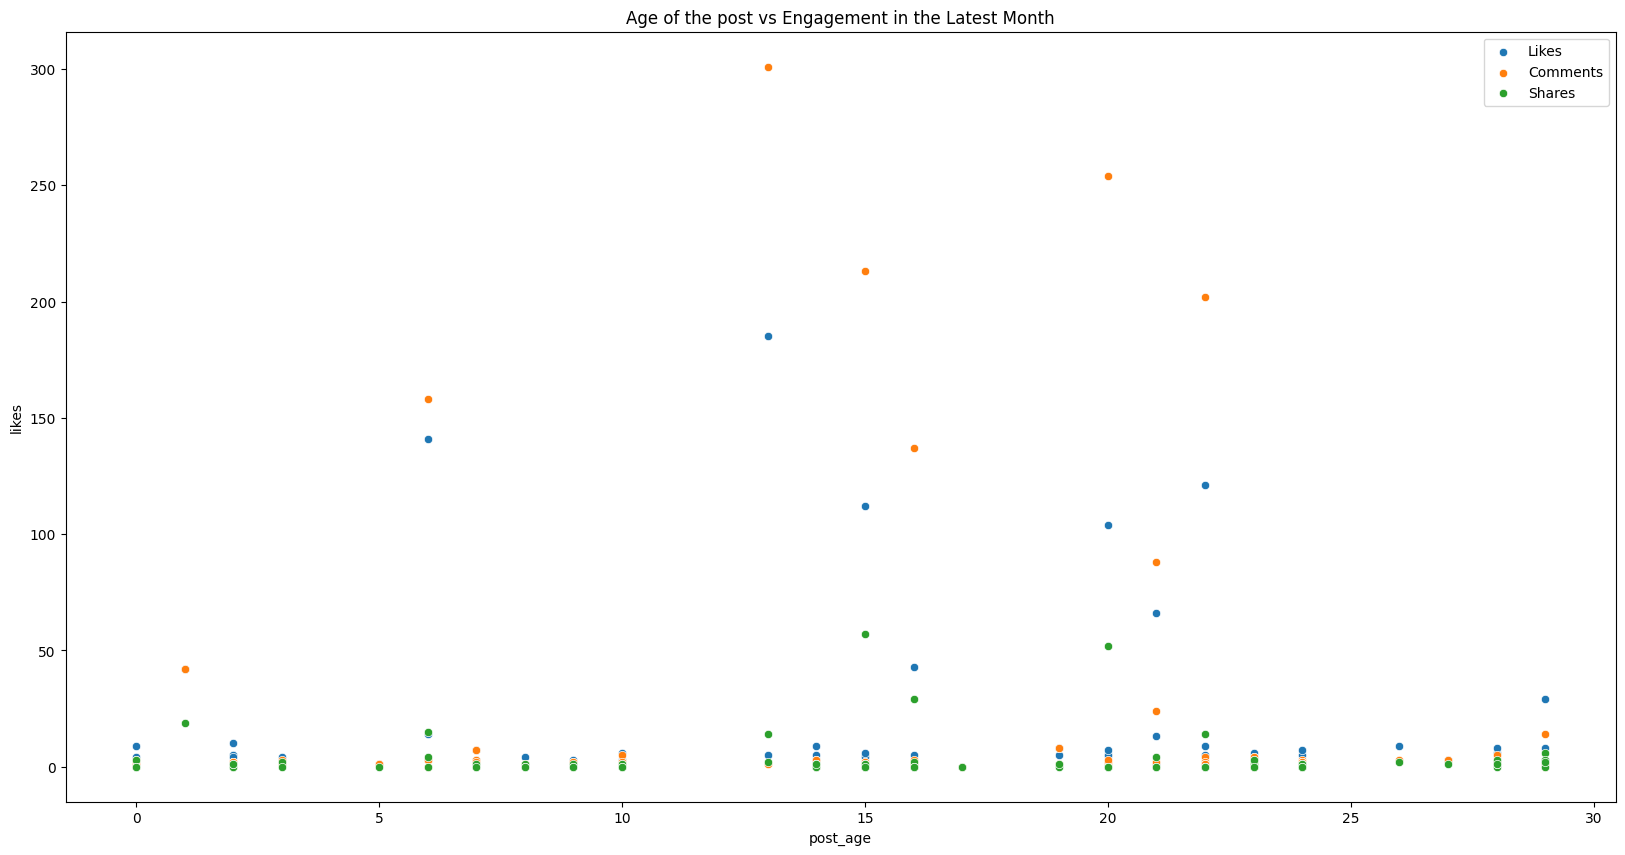 Age of the post vs Engagement in the Latest Month
Likes
Comments
Shares
300
250
200
150
100
50
0
likes
0 5 10 15 20 25 30
post_age